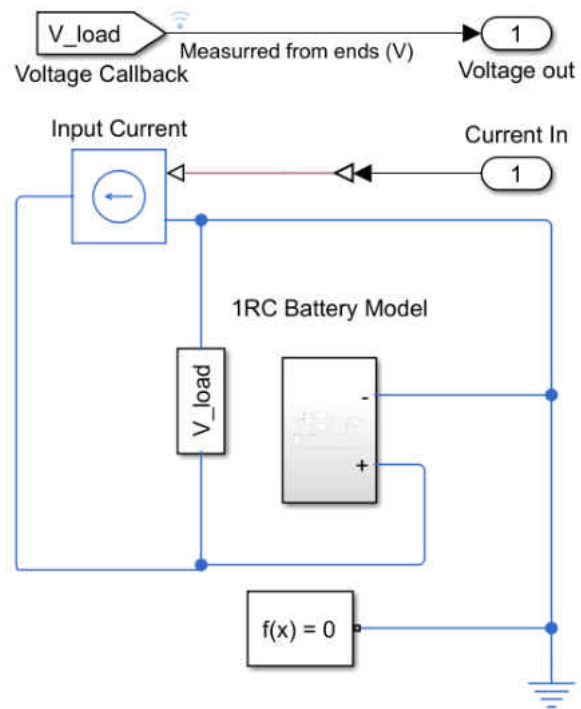 V_load
Measurred from ends (V)
1
Voltage Callback
Voltage out
Input Current
Current In
1
1RC Battery Model
V_load
-
+
f(x) = 0